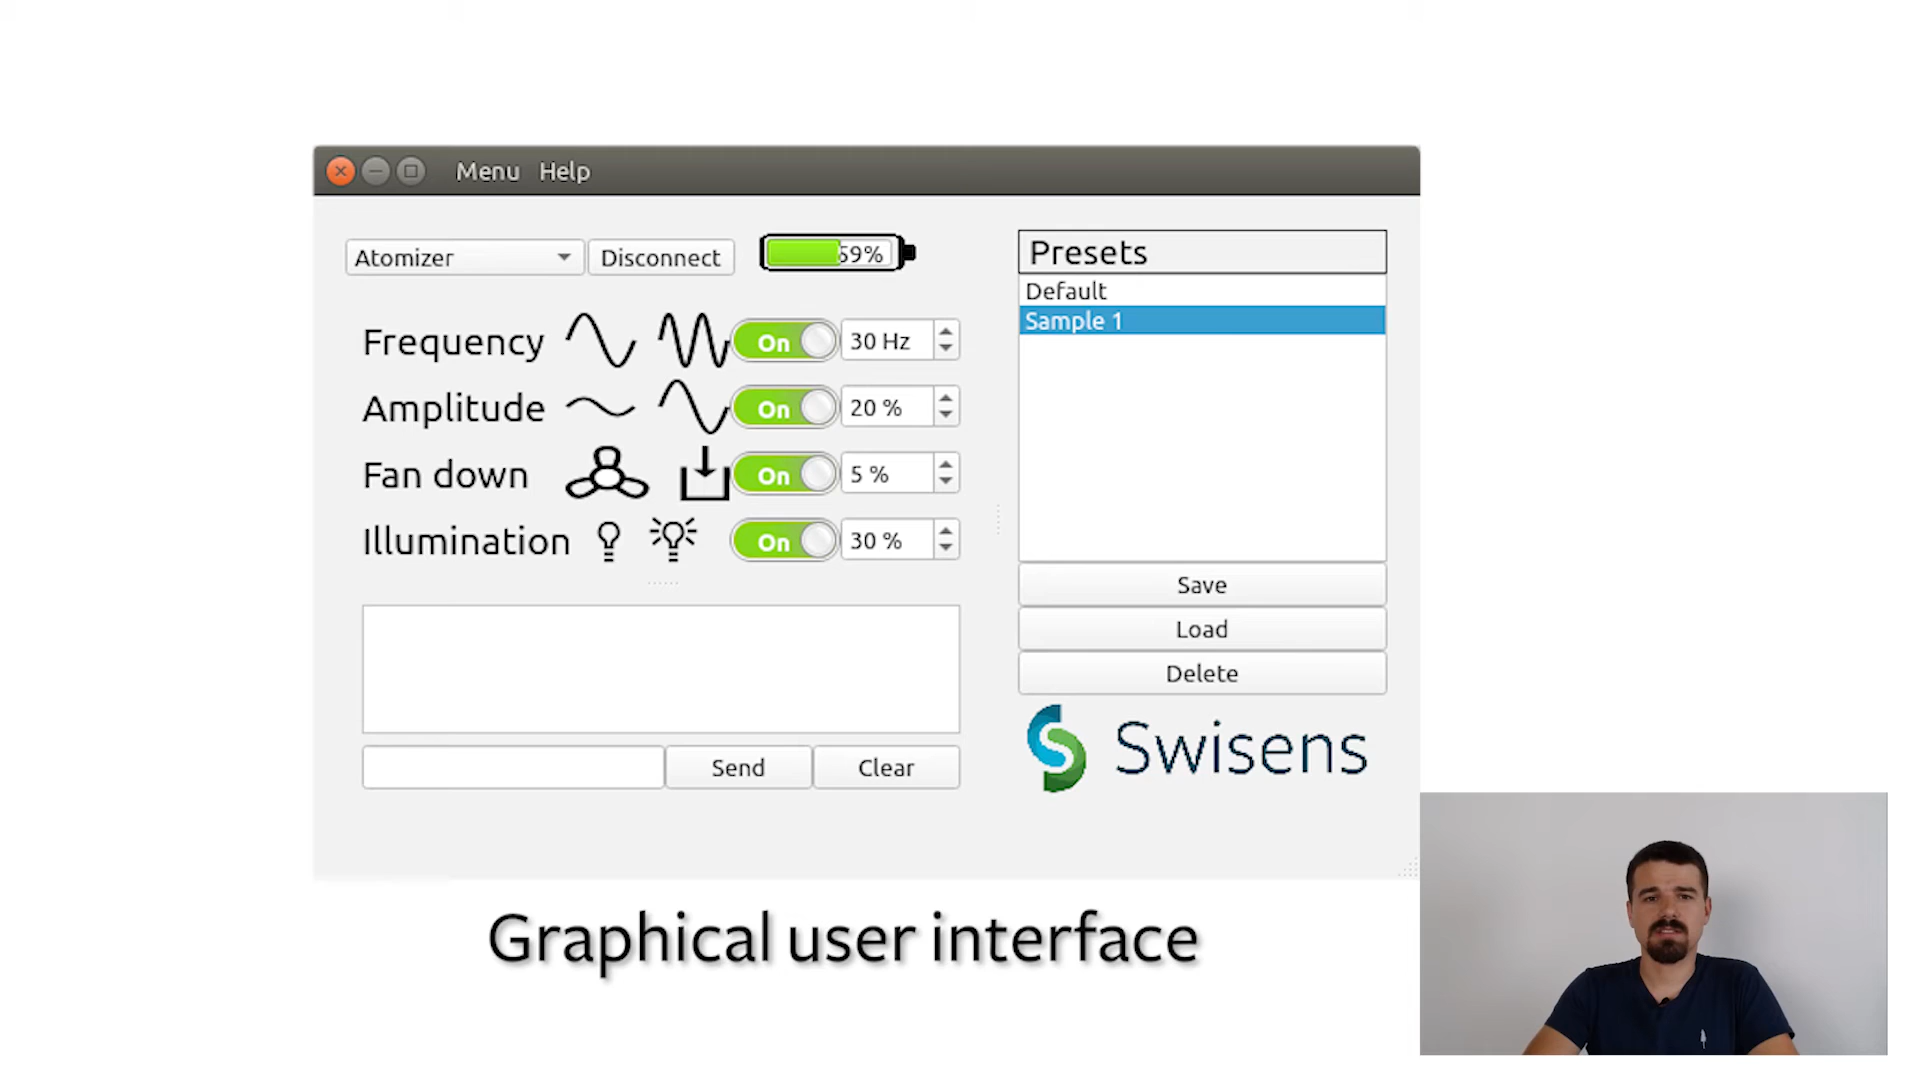 Menu Help
Atomizer Disconnect 59%
Frequency On 30 Hz
Amplitude On 20 %
Fan down On 5 %
Illumination On 30 %
Send Clear
Presets
Default
Sample 1
Save
Load
Delete
Swisens
Graphical user interface